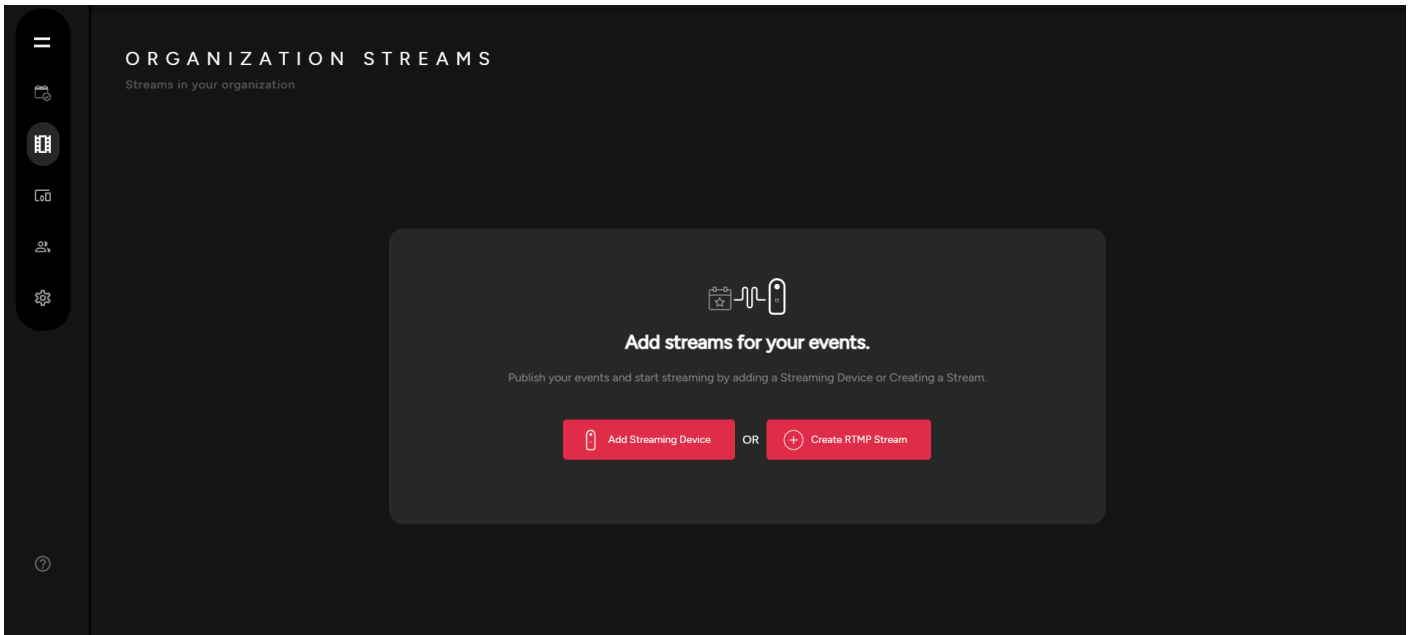 ORGANIZATION STREAMS
Streams in your organization
Add streams for your events.
Publish your events and start streaming by adding a Streaming Device or Creating a Stream.
Add Streaming Device OR Create RTMP Stream